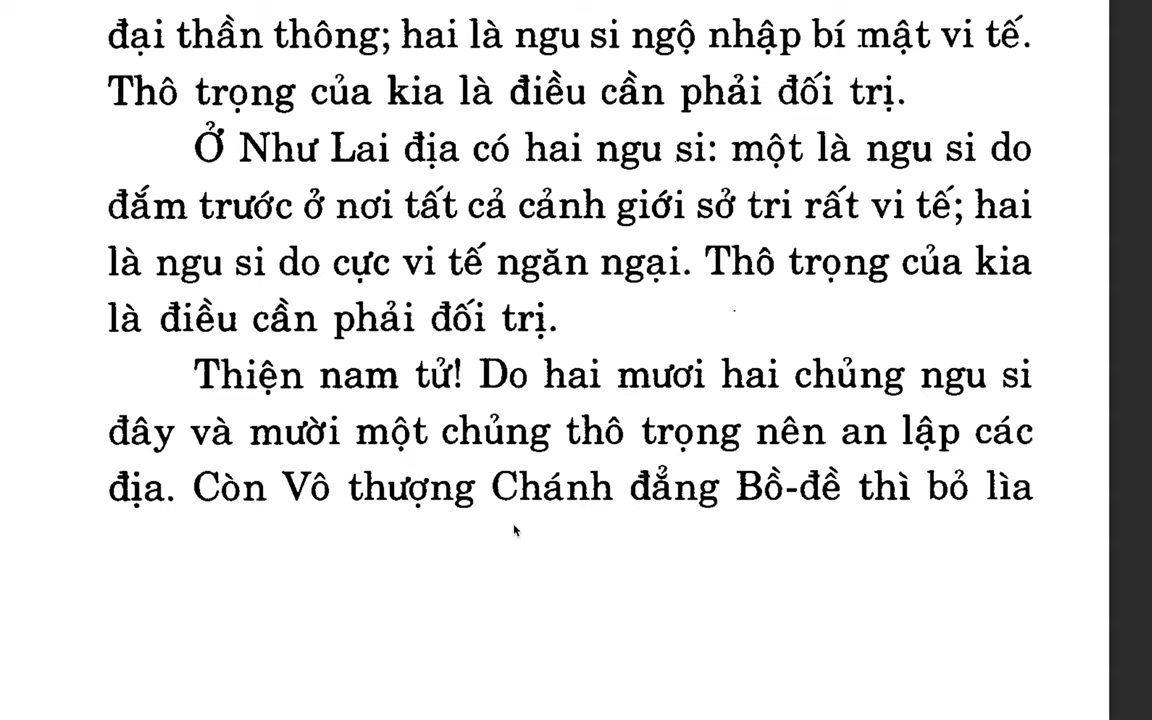 đại thần thông; hai là ngu si ngộ nhập bí mật vi tế.
Thô trọng của kia là điều cần phải đối trị.
Ở Như Lai địa có hai ngu si: một là ngu si do
đắm trước ở nơi tất cả cảnh giới sở tri rất vi tế; hai
là ngu si do cực vi tế ngăn ngại. Thô trọng của kia
là điều cần phải đối trị.
Thiện nam tử! Do hai mươi hai chủng ngu si
đây và mười một chủng thô trọng nên an lập các
địa. Còn Vô thượng Chánh đẳng Bồ-đề thì bỏ lìa